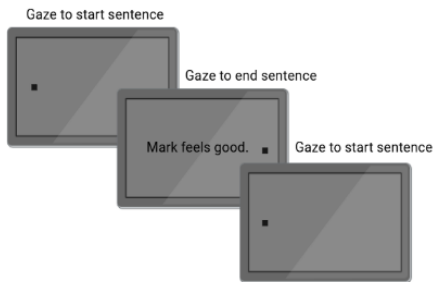 Gaze to start sentence
Gaze to end sentence
Mark feels good.
Gaze to start sentence